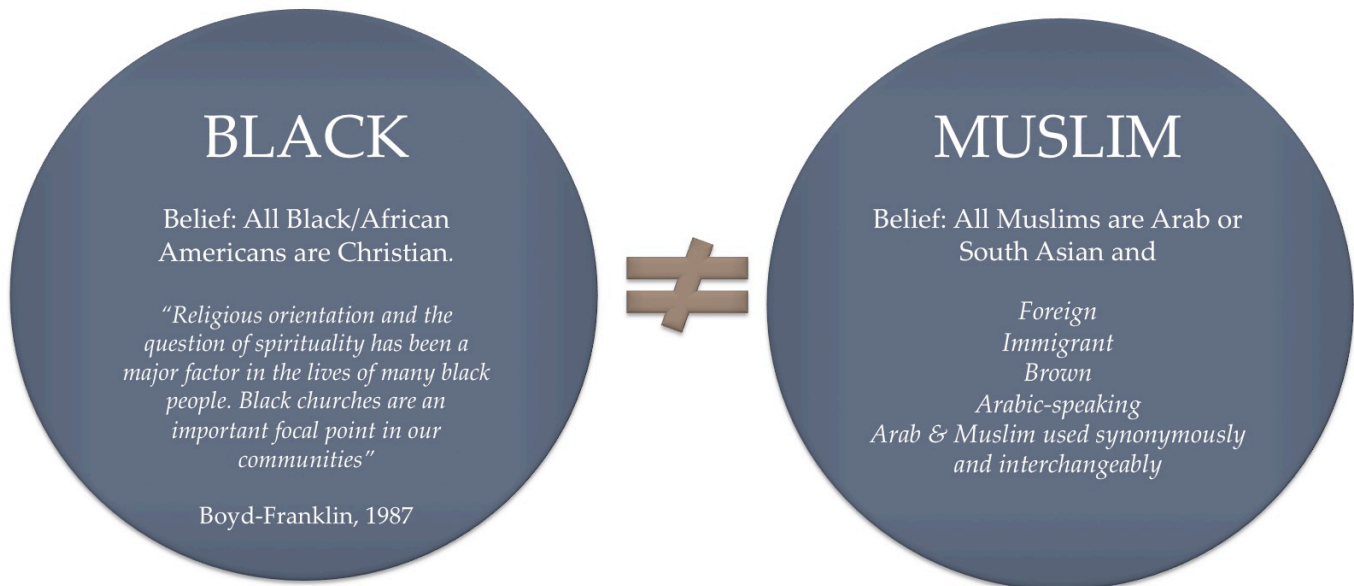 BLACK
Belief: All Black/African
Americans are Christian.
“Religious orientation and the
question of spirituality has been a
major factor in the lives of many black
people. Black churches are an
important focal point in our
communities”
Boyd-Franklin, 1987
≠
MUSLIM
Belief: All Muslims are Arab or
South Asian and
Foreign
Immigrant
Brown
Arabic-speaking
Arab & Muslim used synonymously
and interchangeably